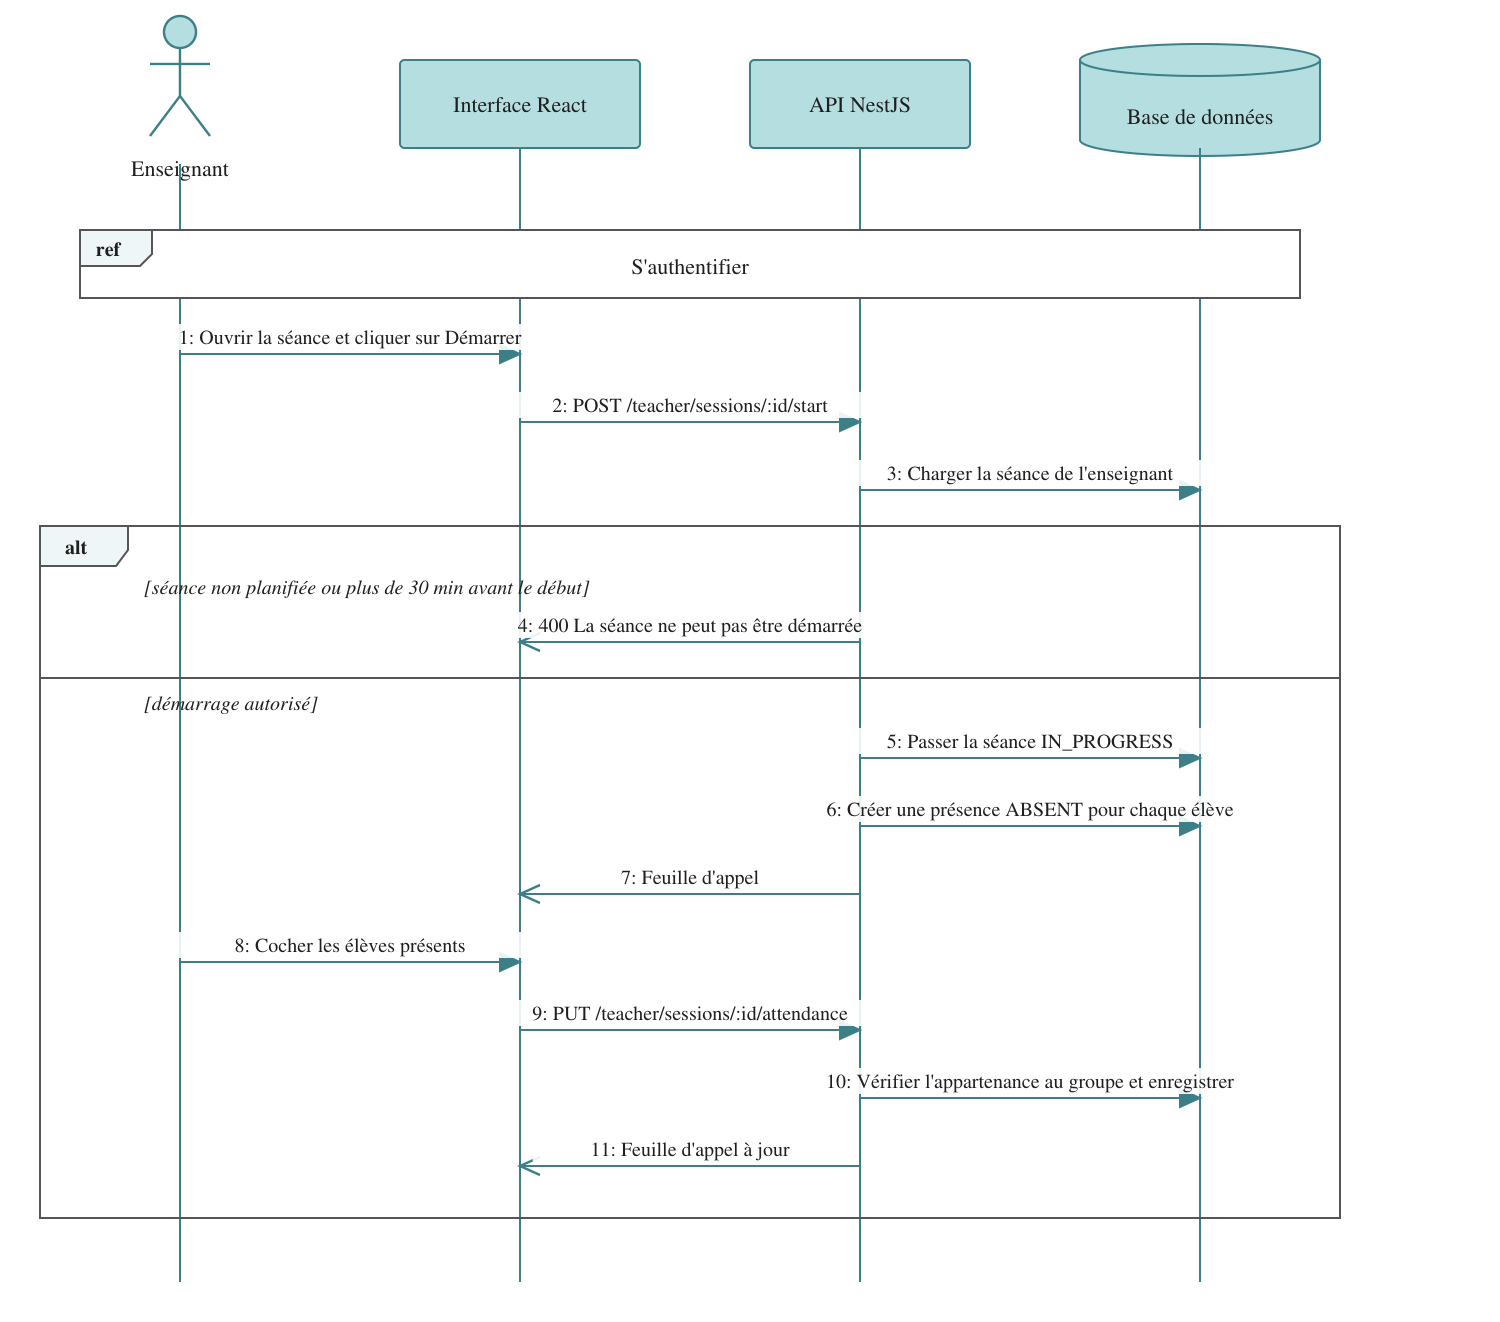 Interface React
API NestJS
Base de données
Enseignant
ref
S'authentifier
1: Ouvrir la séance et cliquer sur Démarrer
2: POST /teacher/sessions/:id/start
3: Charger la séance de l'enseignant
alt
[séance non planifiée ou plus de 30 min avant le début]
4: 400 La séance ne peut pas être démarrée
[démarrage autorisé]
5: Passer la séance IN_PROGRESS
6: Créer une présence ABSENT pour chaque élève
7: Feuille d'appel
8: Cocher les élèves présents
9: PUT /teacher/sessions/:id/attendance
10: Vérifier l'appartenance au groupe et enregistrer
11: Feuille d'appel à jour